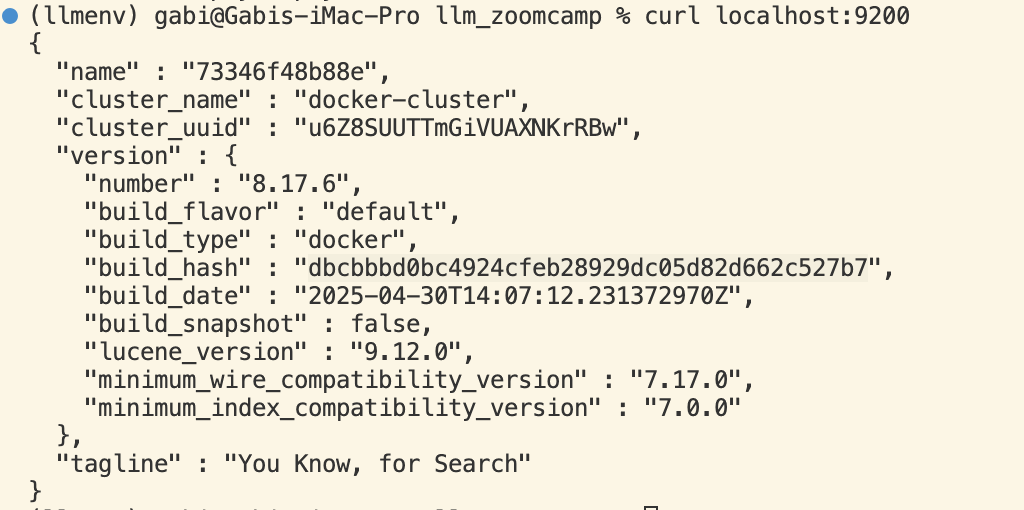 (llmenv) gabi@Gabis-iMac-Pro llm_zoomcamp % curl localhost:9200
{
  "name" : "73346f48b88e",
  "cluster_name" : "docker-cluster",
  "cluster_uuid" : "u6Z8SUUTTmGiVUAXNKrRBw",
  "version" : {
    "number" : "8.17.6",
    "build_flavor" : "default",
    "build_type" : "docker",
    "build_hash" : "dbcbbbd0bc4924cfeb28929dc05d82d662c527b7",
    "build_date" : "2025-04-30T14:07:12.231372970Z",
    "build_snapshot" : false,
    "lucene_version" : "9.12.0",
    "minimum_wire_compatibility_version" : "7.17.0",
    "minimum_index_compatibility_version" : "7.0.0"
  },
  "tagline" : "You Know, for Search"
}